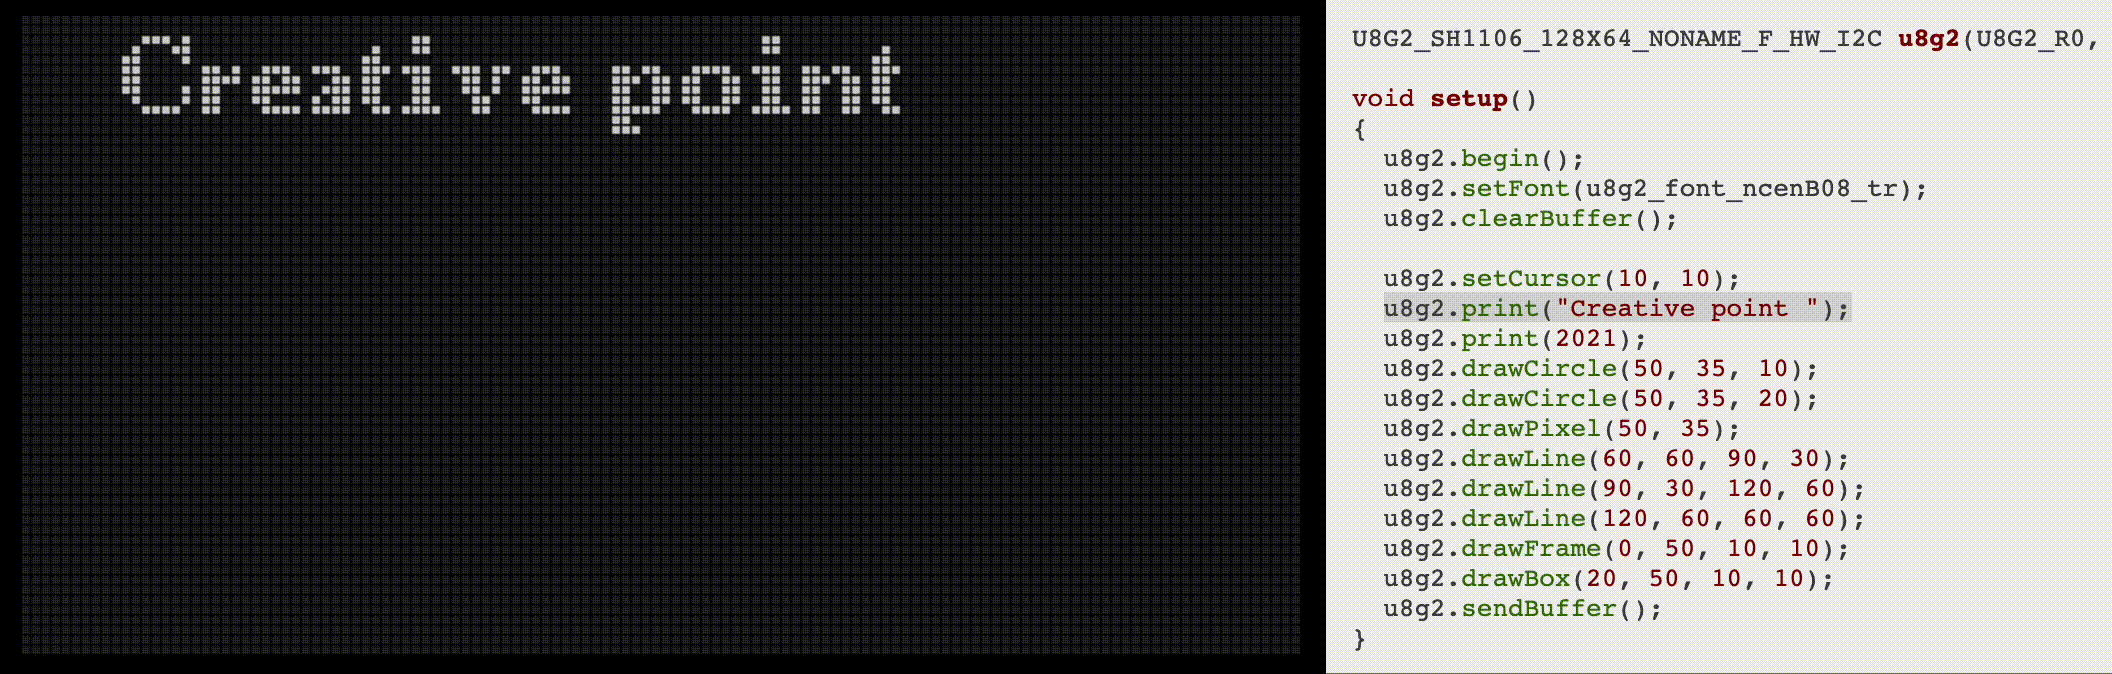 Creative point
U8G2_SH1106_128X64_NONAME_F_HW_I2C u8g2(U8G2_R0,
void setup()
{
  u8g2.begin();
  u8g2.setFont(u8g2_font_ncenB08_tr);
  u8g2.clearBuffer();
  u8g2.setCursor(10, 10);
  u8g2.print("Creative point ");
  u8g2.print(2021);
  u8g2.drawCircle(50, 35, 10);
  u8g2.drawCircle(50, 35, 20);
  u8g2.drawPixel(50, 35);
  u8g2.drawLine(60, 60, 90, 30);
  u8g2.drawLine(90, 30, 120, 60);
  u8g2.drawLine(120, 60, 60, 60);
  u8g2.drawFrame(0, 50, 10, 10);
  u8g2.drawBox(20, 50, 10, 10);
  u8g2.sendBuffer();
}